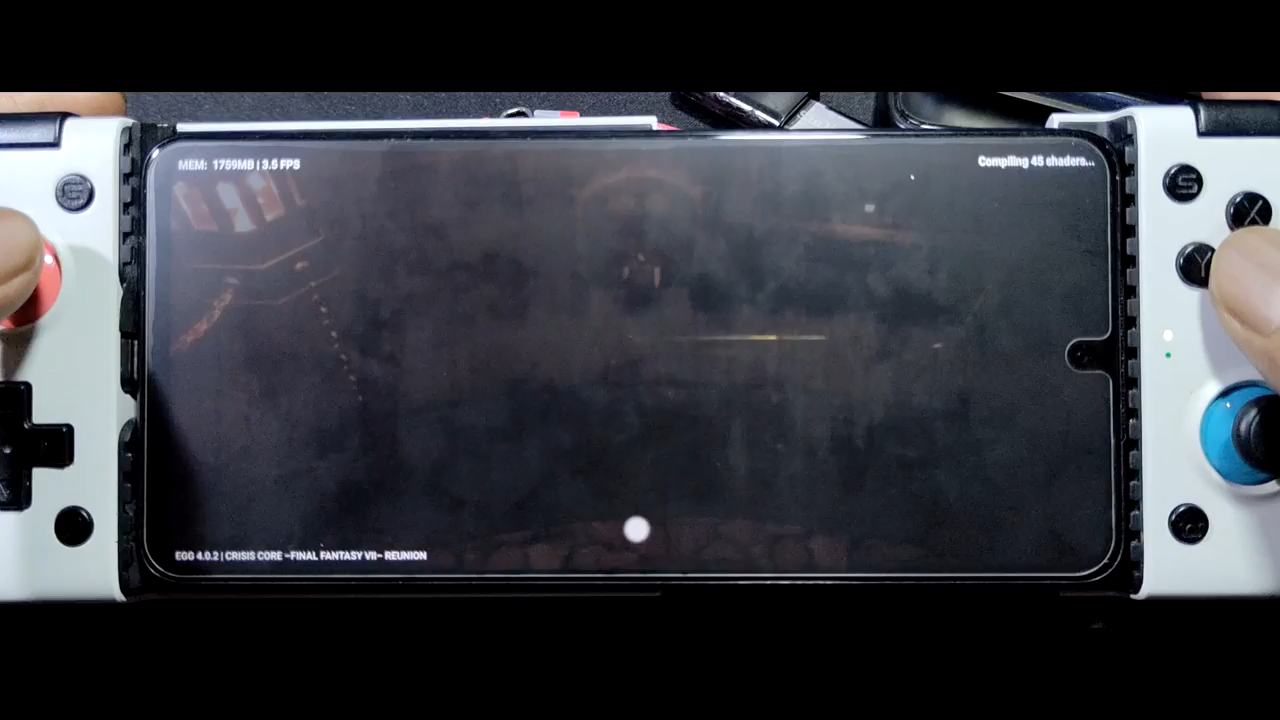 MEM: 1759MB | 3.5 FPS
Compiling 45 shaders...
S
X
Y
EGG 4.0.2 | CRISIS CORE –FINAL FANTASY VII– REUNION